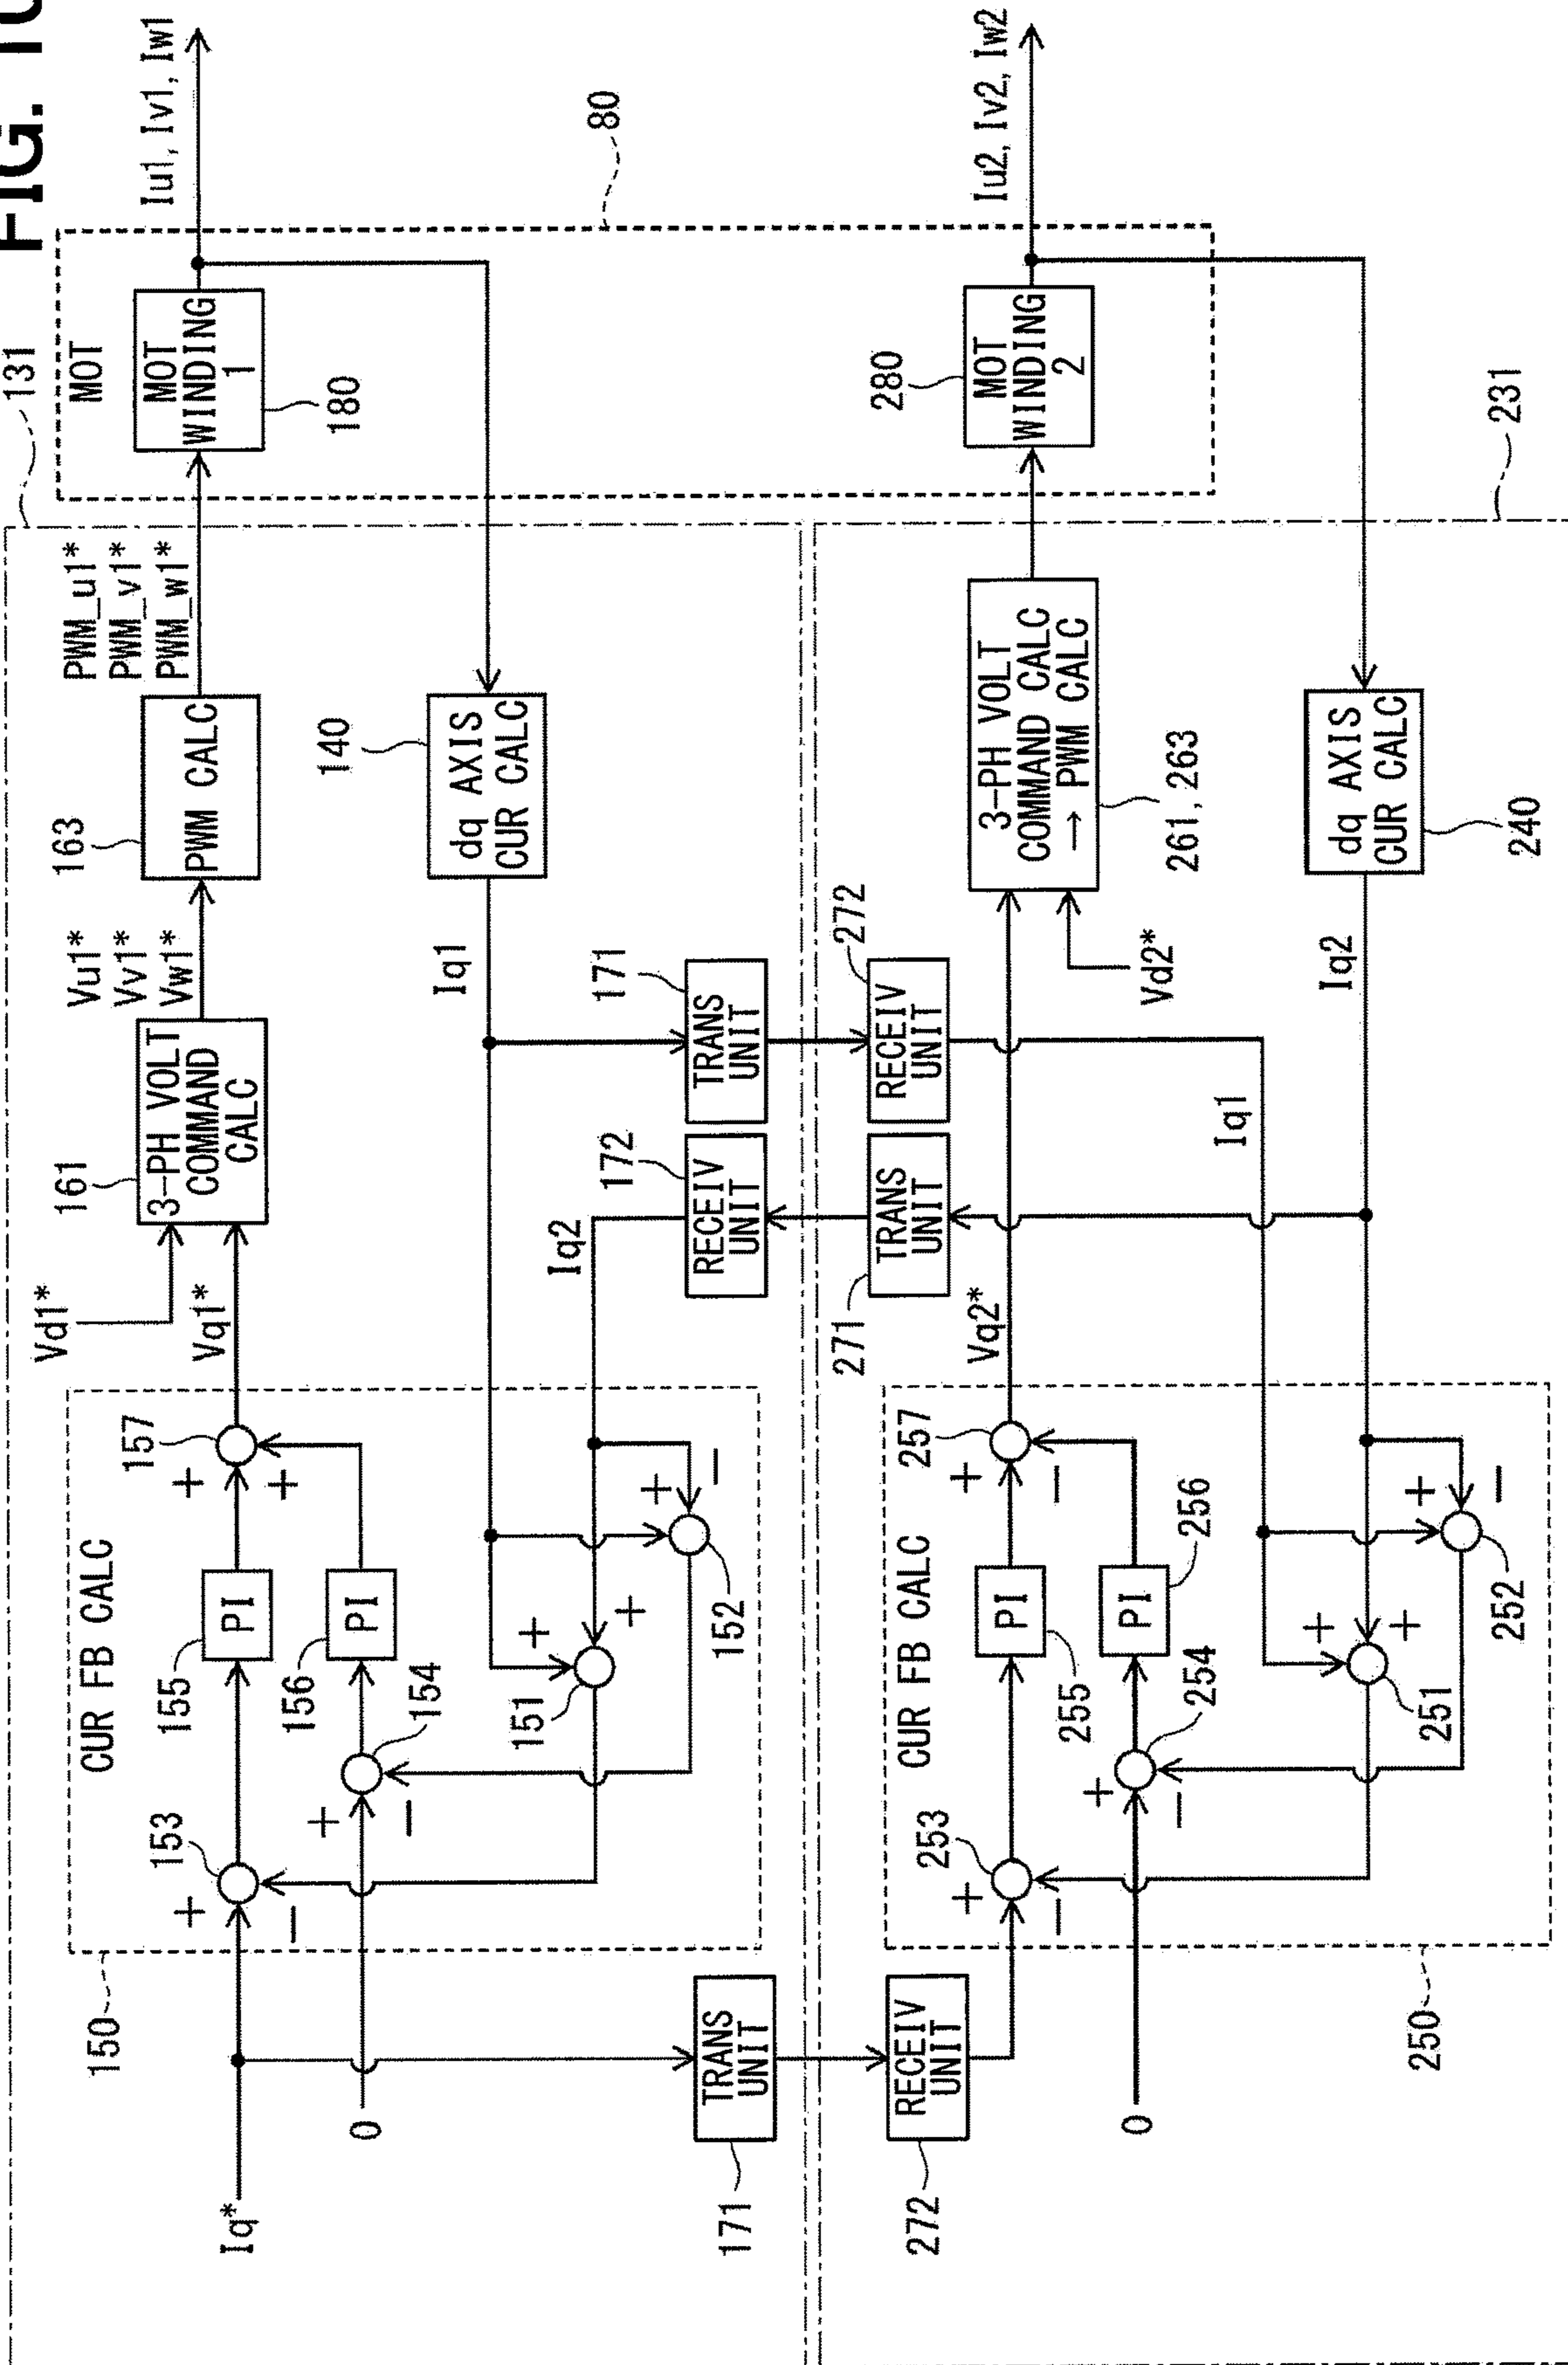 FIG. 10
131
MOT
80
Iu1, Iv1, Iw1
MOT
WINDING
1
180
PWM_u1*
PWM_v1*
PWM_w1*
163
PWM CALC
Vu1*
Vv1*
Vw1*
161
3-PH VOLT
COMMAND
CALC
Vd1*
Vq1*
140
dq AXIS
CUR CALC
Iq1
171
TRANS
UNIT
172
RECEIV
UNIT
Iq2
CUR FB CALC
157
+
+
155
PI
156
PI
154
+
−
153
+
−
151
+
+
152
+
−
150
Iq*
0
TRANS
UNIT
171
RECEIV
UNIT
272
Iu2, Iv2, Iw2
280
MOT
WINDING
2
231
3-PH VOLT
COMMAND CALC
→ PWM CALC
261, 263
Vd2*
Vq2*
240
dq AXIS
CUR CALC
Iq2
272
RECEIV
UNIT
Iq1
271
TRANS
UNIT
CUR FB CALC
257
+
−
PI
255
PI
256
254
+
−
253
+
−
251
+
+
252
+
−
250
0